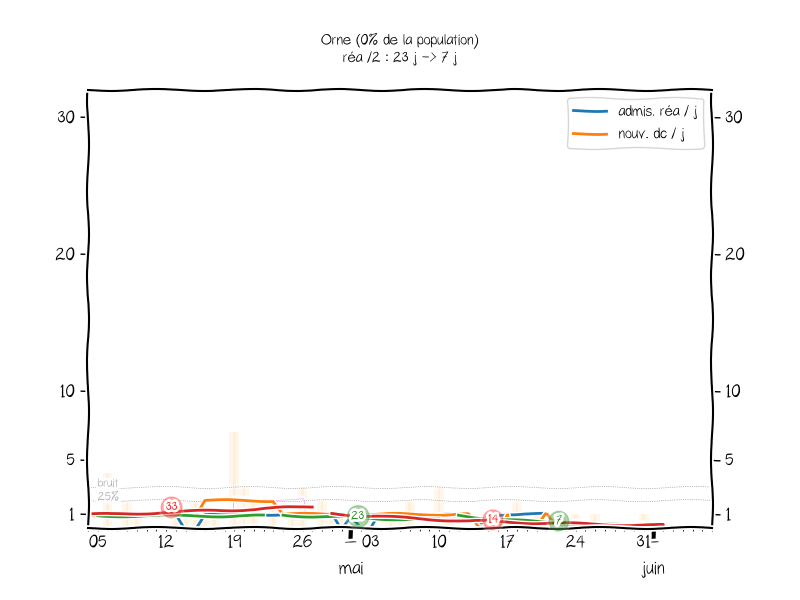 Orne (0% de la population)
réa /2 : 23 j -> 7 j
admis. réa / j
nouv. dc / j
30
30
20
20
10
10
5
5
bruit
25%
1
1
33
23
14
7
05 12 19 26 03 10 17 24 31
mai juin